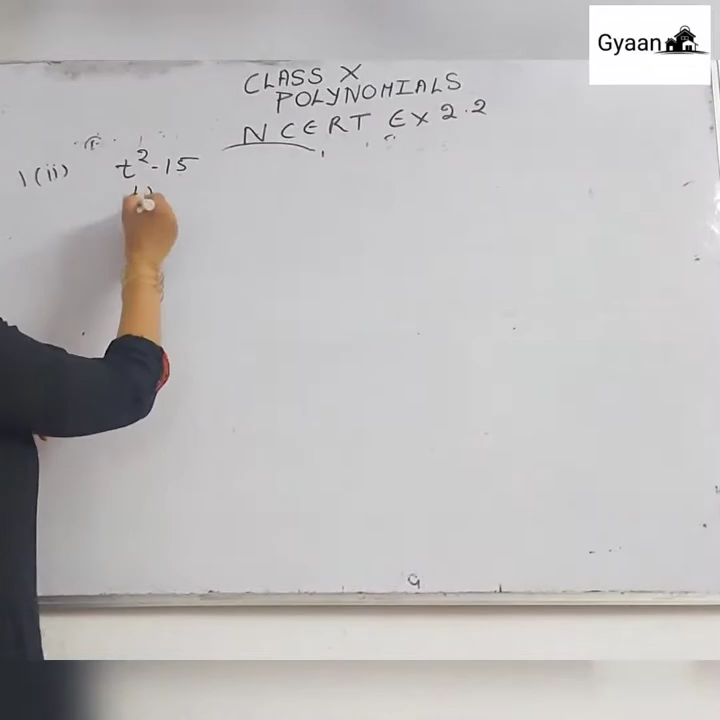 Gyaan
CLASS X
POLYNOMIALS
NCERT Ex 2.2
1(ii) t²-15